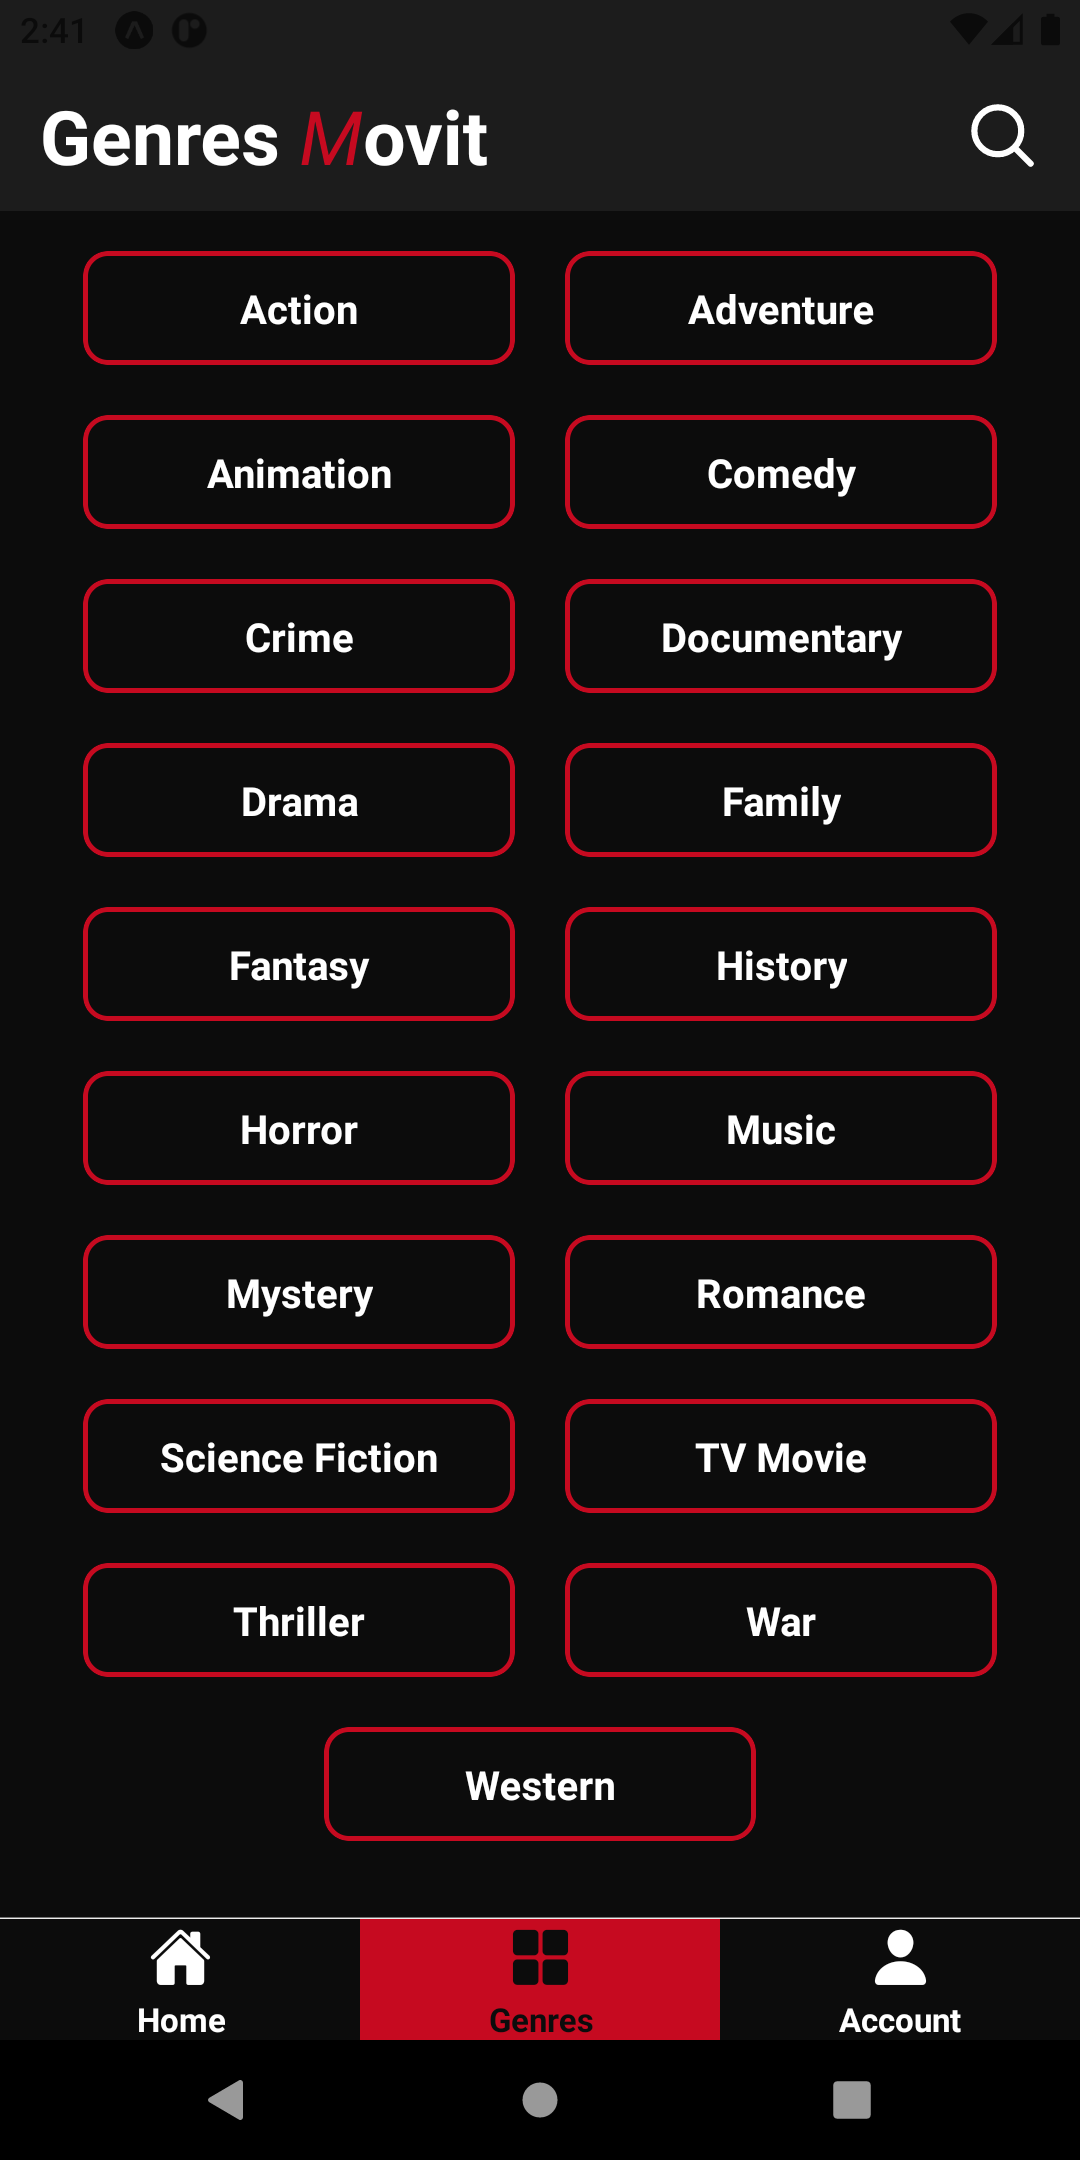 2:41
Genres Movit
Action
Adventure
Animation
Comedy
Crime
Documentary
Drama
Family
Fantasy
History
Horror
Music
Mystery
Romance
Science Fiction
TV Movie
Thriller
War
Western
Home
Genres
Account